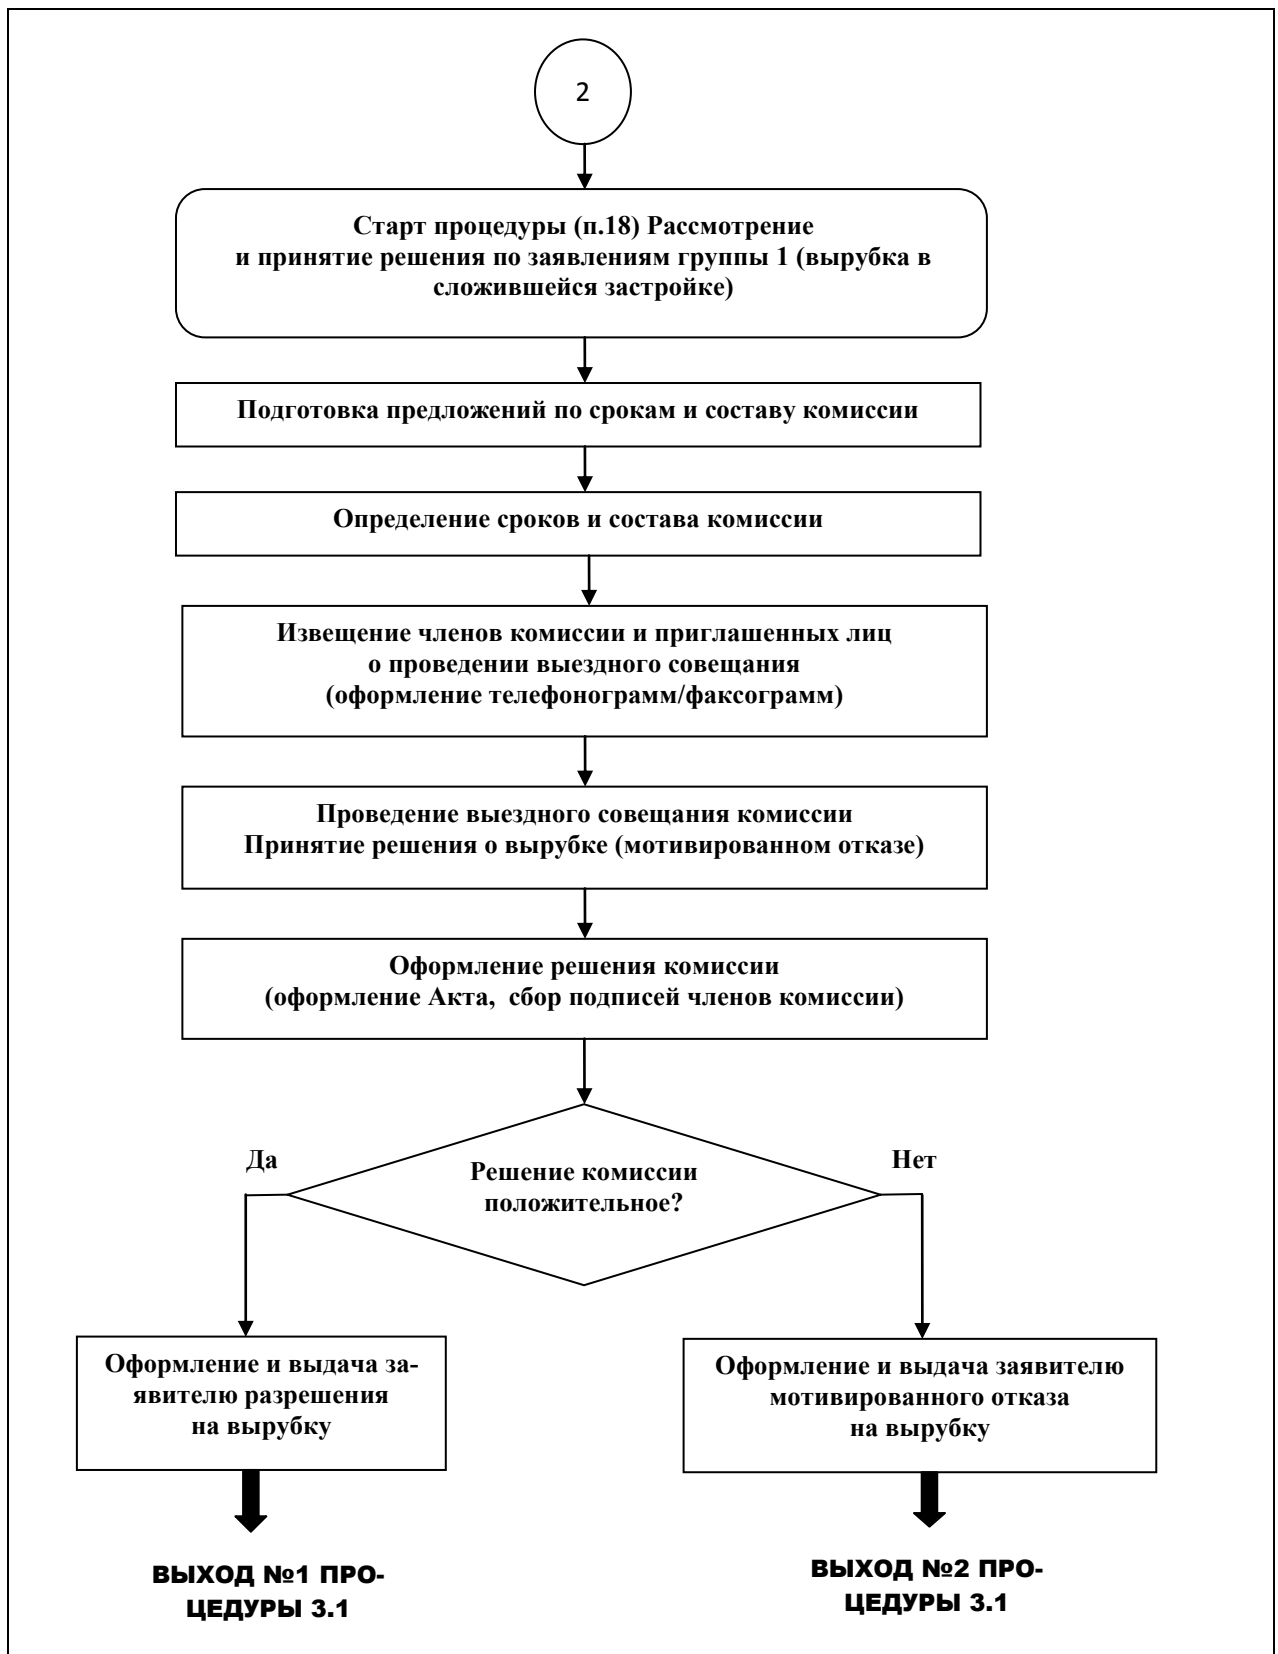 2
Старт процедуры (п.18) Рассмотрение
и принятие решения по заявлениям группы 1 (вырубка в
сложившейся застройке)
Подготовка предложений по срокам и составу комиссии
Определение сроков и состава комиссии
Извещение членов комиссии и приглашенных лиц
о проведении выездного совещания
(оформление телефонограмм/факсограмм)
Проведение выездного совещания комиссии
Принятие решения о вырубке (мотивированном отказе)
Оформление решения комиссии
(оформление Акта, сбор подписей членов комиссии)
Да
Нет
Решение комиссии
положительное?
Оформление и выдача за-
явителю разрешения
на вырубку
Оформление и выдача заявителю
мотивированного отказа
на вырубку
ВЫХОД №1 ПРО-
ЦЕДУРЫ 3.1
ВЫХОД №2 ПРО-
ЦЕДУРЫ 3.1